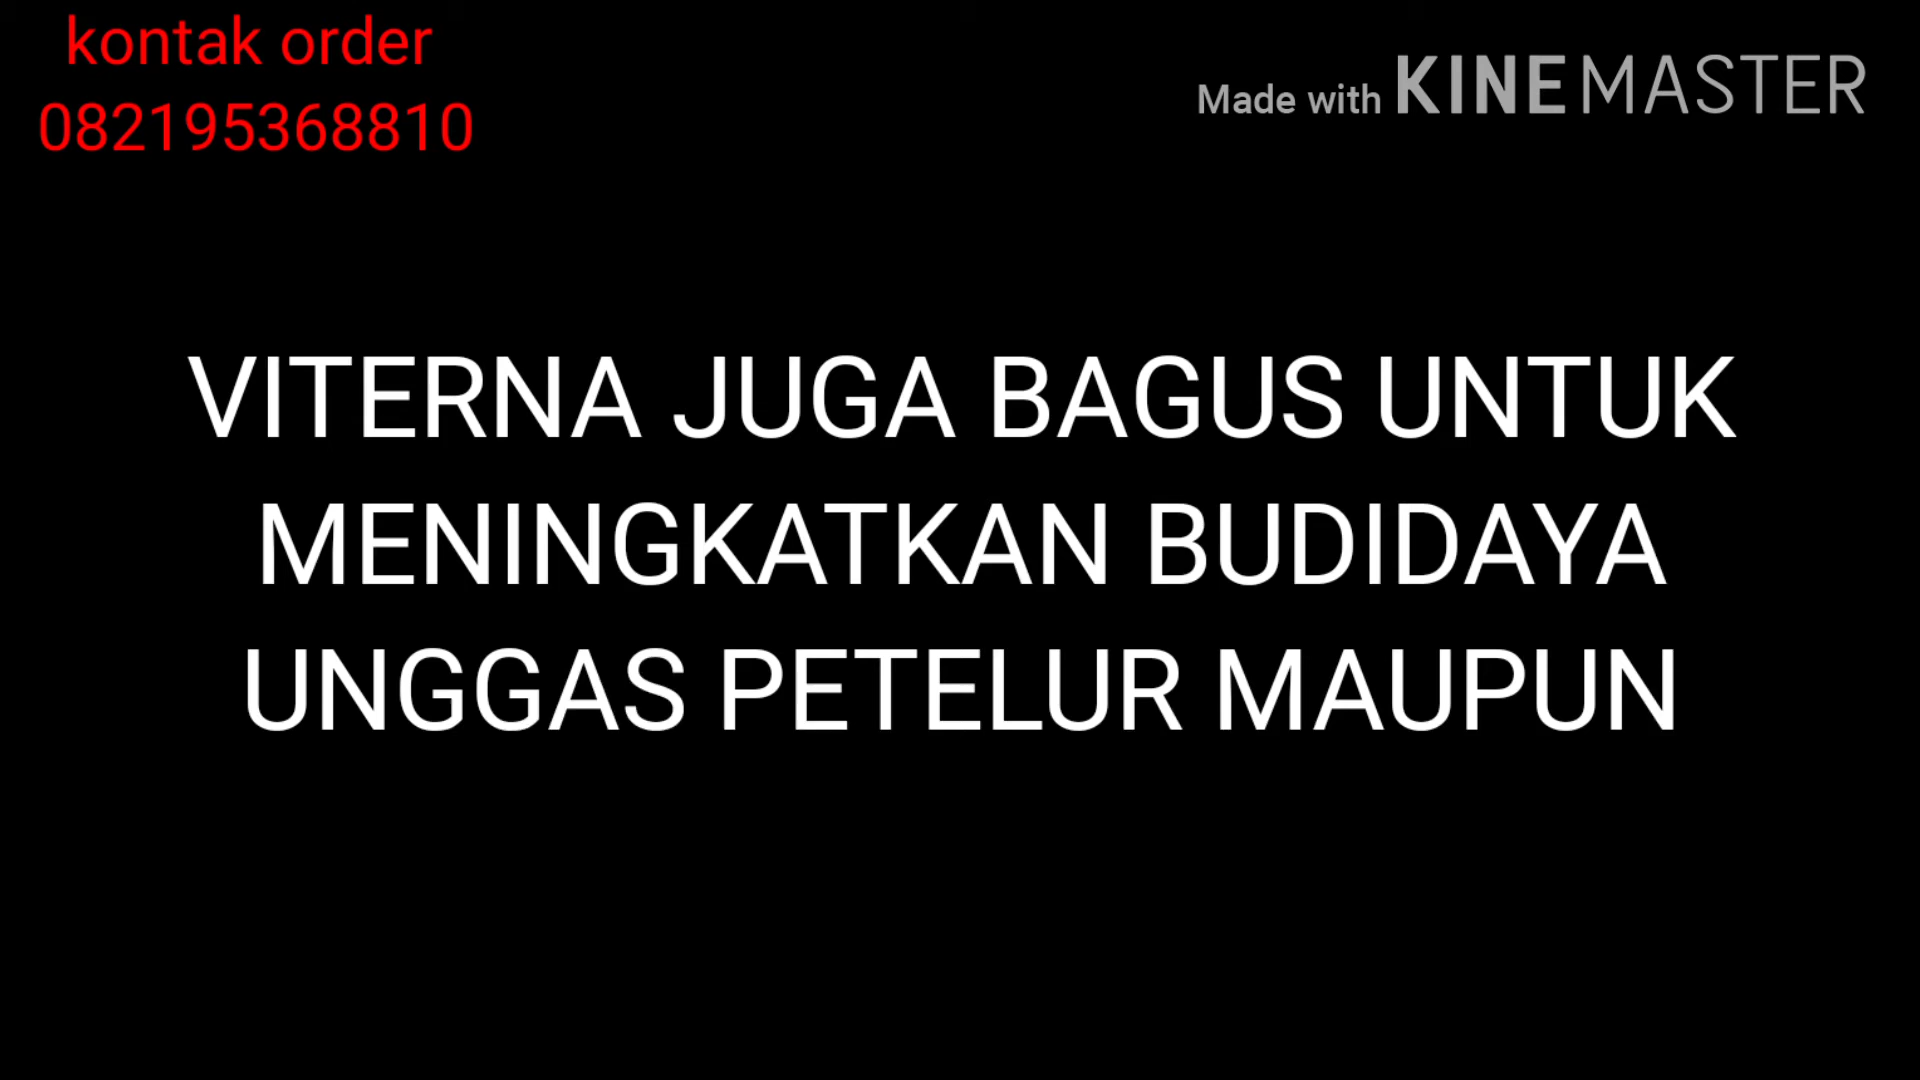 kontak order
082195368810
Made with KINEMASTER
VITERNA JUGA BAGUS UNTUK
MENINGKATKAN BUDIDAYA
UNGGAS PETELUR MAUPUN